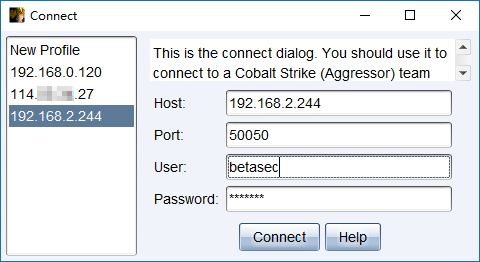 Connect
New Profile
192.168.0.120
114. .27
192.168.2.244
This is the connect dialog. You should use it to
connect to a Cobalt Strike (Aggressor) team
Host: 192.168.2.244
Port: 50050
User: betasec
Password: *******
Connect Help